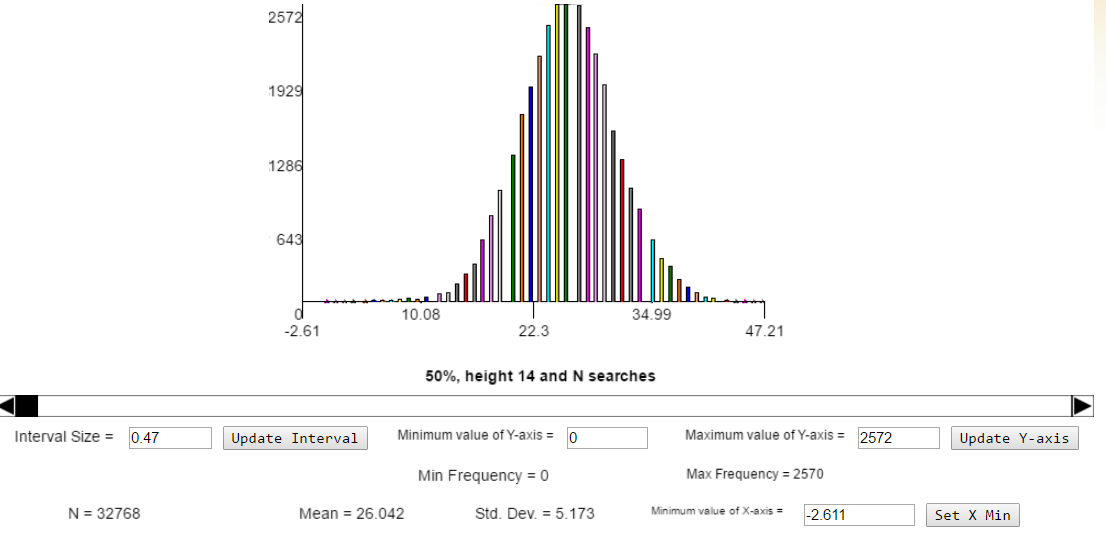 2572
1929
1286
643
0
-2.61 10.08 22.3 34.99 47.21
50%, height 14 and N searches
Interval Size = 0.47 Update Interval Minimum value of Y-axis = 0 Maximum value of Y-axis = 2572 Update Y-axis
Min Frequency = 0 Max Frequency = 2570
N = 32768 Mean = 26.042 Std. Dev. = 5.173 Minimum value of X-axis = -2.611 Set X Min